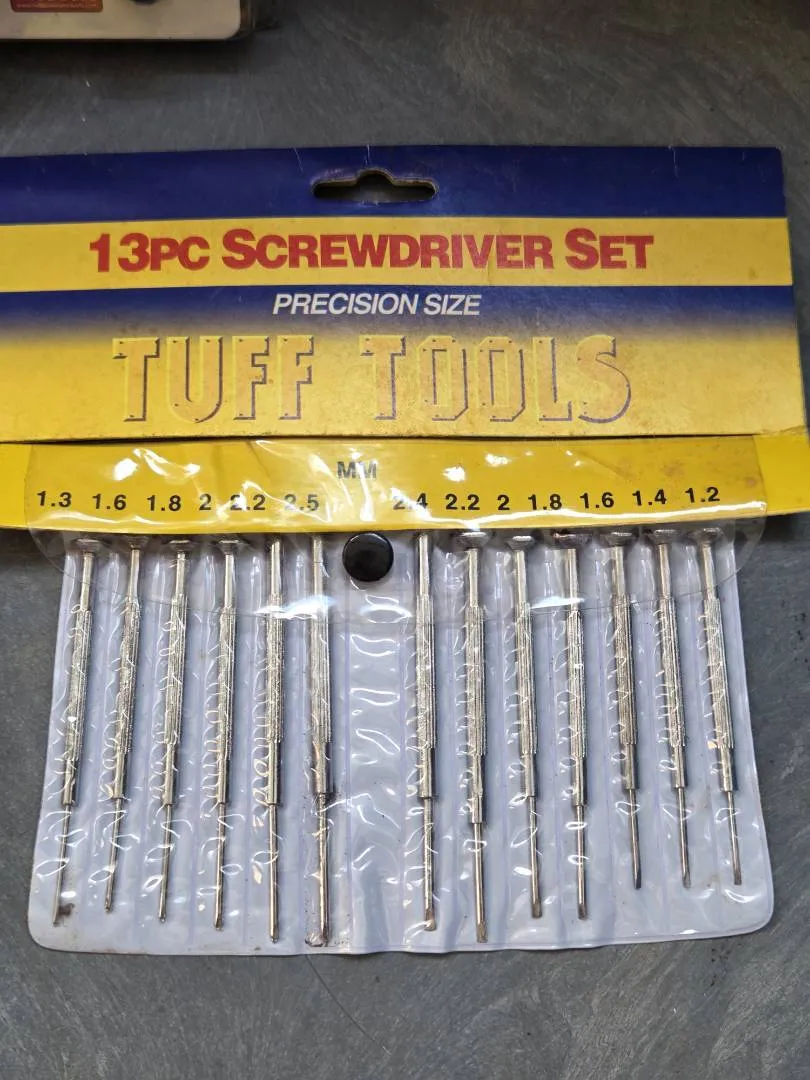 13PC SCREWDRIVER SET
PRECISION SIZE
TUFF TOOLS
MM
1.3 1.6 1.8 2 2.2 2.5 2.4 2.2 2 1.8 1.6 1.4 1.2